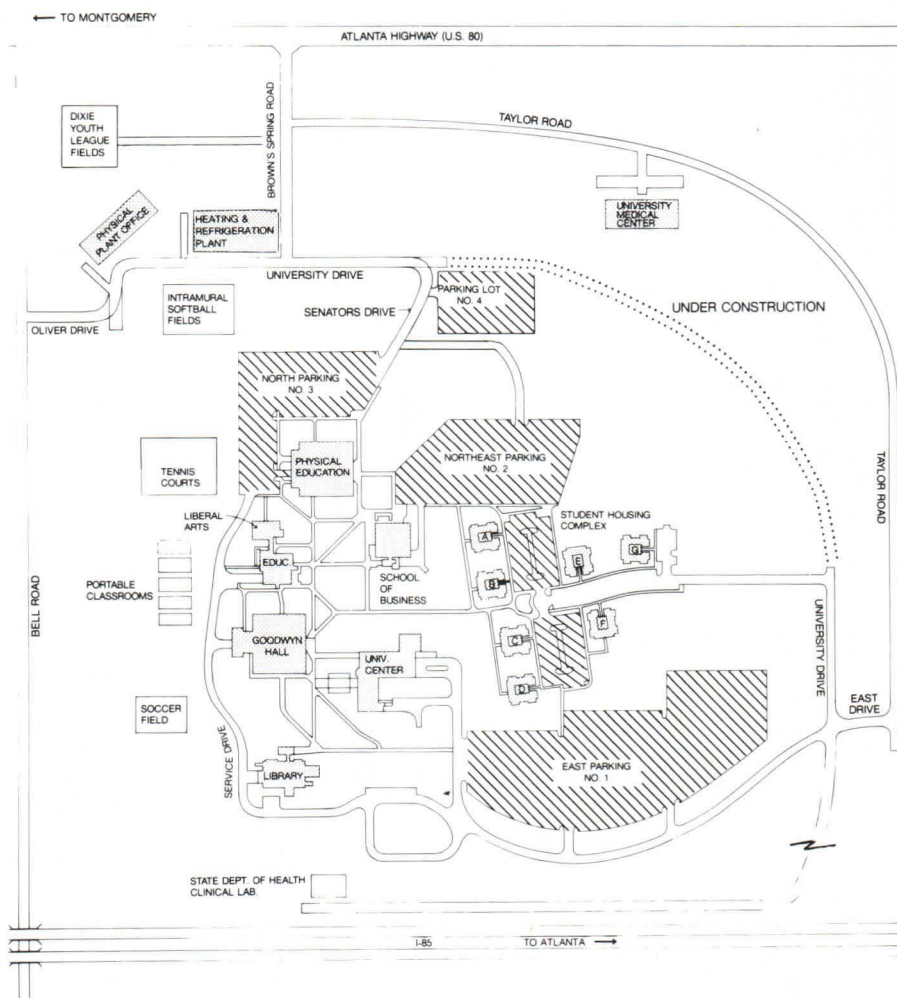 ← TO MONTGOMERY
ATLANTA HIGHWAY (U.S. 80)
DIXIE
YOUTH
LEAGUE
FIELDS
BROWN'S SPRING ROAD
TAYLOR ROAD
UNIVERSITY
MEDICAL
CENTER
PHYSICAL
PLANT OFFICE
HEATING &
REFRIGERATION
PLANT
UNIVERSITY DRIVE
OLIVER DRIVE
INTRAMURAL
SOFTBALL
FIELDS
SENATORS DRIVE
PARKING LOT
NO. 4
UNDER CONSTRUCTION
NORTH PARKING
NO. 3
PHYSICAL
EDUCATION
NORTHEAST PARKING
NO. 2
TENNIS
COURTS
TAYLOR ROAD
LIBERAL
ARTS
EDUC.
SCHOOL
OF
BUSINESS
STUDENT HOUSING
COMPLEX
A
B
C
D
E
F
G
PORTABLE
CLASSROOMS
BELL ROAD
GOODWYN
HALL
UNIV.
CENTER
UNIVERSITY DRIVE
EAST
DRIVE
SOCCER
FIELD
SERVICE DRIVE
LIBRARY
EAST PARKING
NO. 1
STATE DEPT. OF HEALTH
CLINICAL LAB.
I-85
TO ATLANTA →